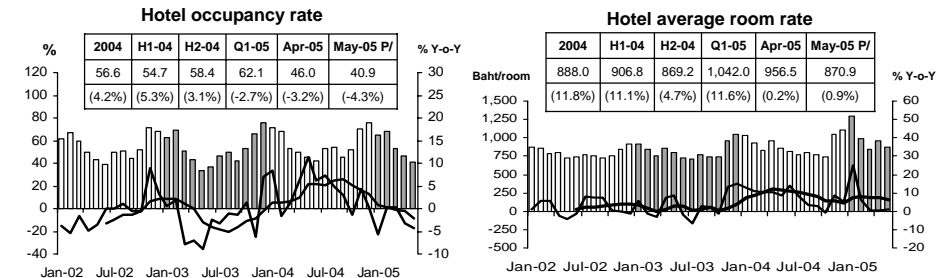 Hotel occupancy rate
%
2004 H1-04 H2-04 Q1-05 Apr-05 May-05 P/
56.6 54.7 58.4 62.1 46.0 40.9
(4.2%) (5.3%) (3.1%) (-2.7%) (-3.2%) (-4.3%)
% Y-o-Y
120
100
80
60
40
20
0
-20
-40
30
25
20
15
10
5
0
-5
-10
Jan-02 Jul-02 Jan-03 Jul-03 Jan-04 Jul-04 Jan-05
Hotel average room rate
2004 H1-04 H2-04 Q1-05 Apr-05 May-05 P/
888.0 906.8 869.2 1,042.0 956.5 870.9
(11.8%) (11.1%) (4.7%) (11.6%) (0.2%) (0.9%)
Baht/room
% Y-o-Y
1,500
1,250
1,000
750
500
250
0
-250
-500
60
50
40
30
20
10
0
-10
-20
Jan-02 Jul-02 Jan-03 Jul-03 Jan-04 Jul-04 Jan-05